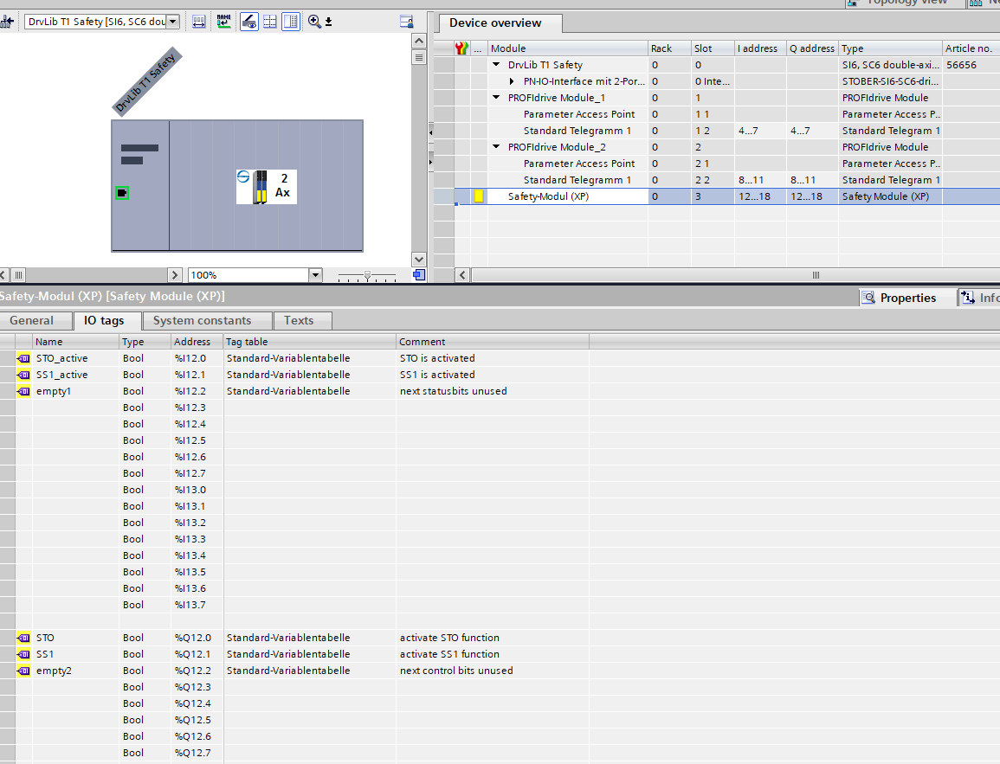 Topology view
DrvLib T1 Safety [SI6, SC6 dou
NAME
Device overview
... Module Rack Slot I address Q address Type Article no.
DrvLib T1 Safety 0 0 SI6, SC6 double-axi... 56656
PN-IO-Interface mit 2-Por... 0 0 Inte... STOBER-SI6-SC6-dri...
PROFIdrive Module_1 0 1 PROFIdrive Module
Parameter Access Point 0 1 1 Parameter Access P..
Standard Telegramm 1 0 1 2 4...7 4...7 Standard Telegram 1
PROFIdrive Module_2 0 2 PROFIdrive Module
Parameter Access Point 0 2 1 Parameter Access P..
Standard Telegramm 1 0 2 2 8...11 8...11 Standard Telegram 1
Safety-Modul (XP) 0 3 12...18 12...18 Safety Module (XP)
DrvLib T1 Safety
2
Ax
100%
Safety-Modul (XP) [Safety Module (XP)]
Properties Info
General IO tags System constants Texts
Name Type Address Tag table Comment
STO_active Bool %I12.0 Standard-Variablentabelle STO is activated
SS1_active Bool %I12.1 Standard-Variablentabelle SS1 is activated
empty1 Bool %I12.2 Standard-Variablentabelle next statusbits unused
Bool %I12.3
Bool %I12.4
Bool %I12.5
Bool %I12.6
Bool %I12.7
Bool %I13.0
Bool %I13.1
Bool %I13.2
Bool %I13.3
Bool %I13.4
Bool %I13.5
Bool %I13.6
Bool %I13.7
STO Bool %Q12.0 Standard-Variablentabelle activate STO function
SS1 Bool %Q12.1 Standard-Variablentabelle activate SS1 function
empty2 Bool %Q12.2 Standard-Variablentabelle next control bits unused
Bool %Q12.3
Bool %Q12.4
Bool %Q12.5
Bool %Q12.6
Bool %Q12.7